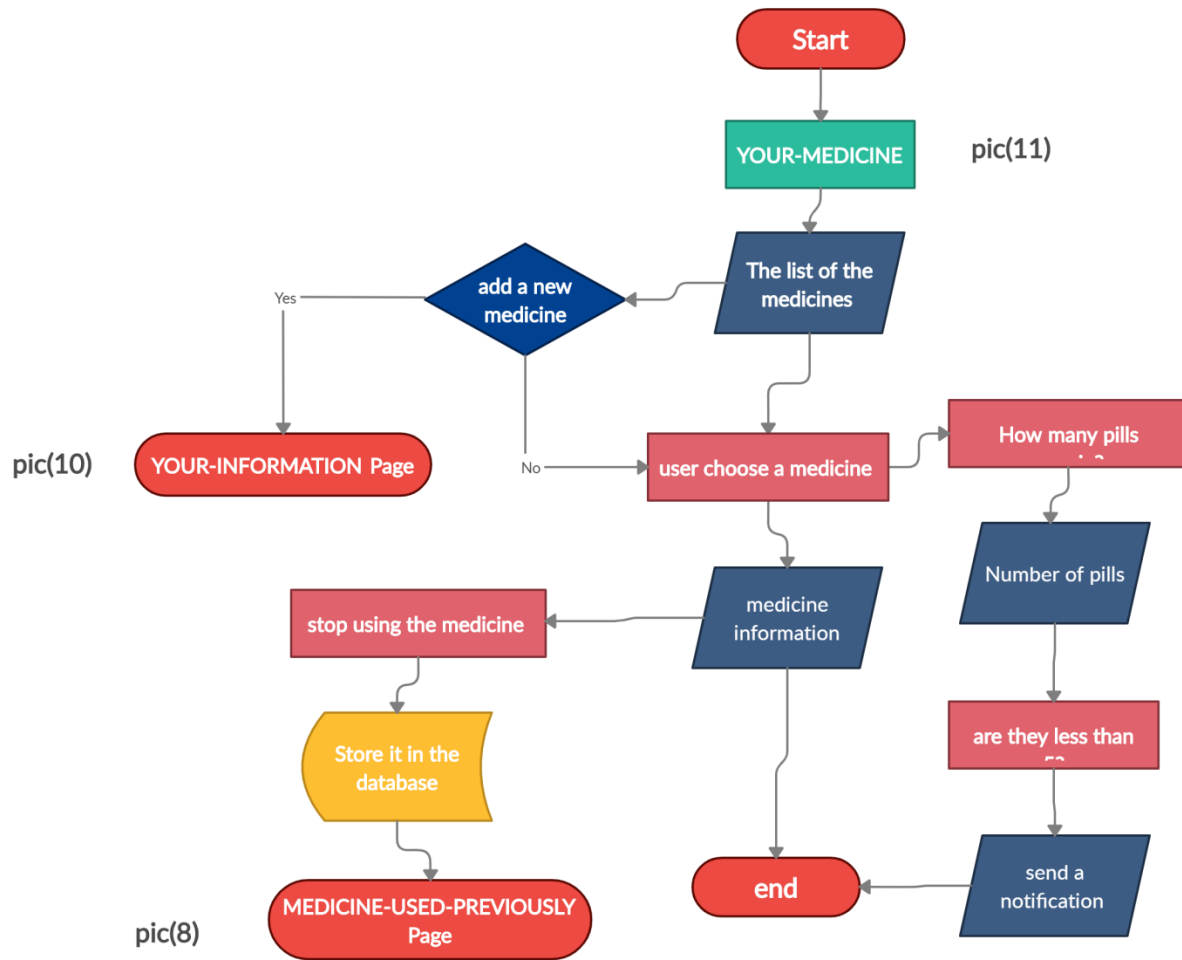 Start
YOUR-MEDICINE
pic(11)
The list of the
medicines
add a new
medicine
Yes
How many pills
pic(10)
YOUR-INFORMATION Page
No
user choose a medicine
Number of pills
medicine
information
stop using the medicine
are they less than
Store it in the
database
send a
notification
end
MEDICINE-USED-PREVIOUSLY
Page
pic(8)